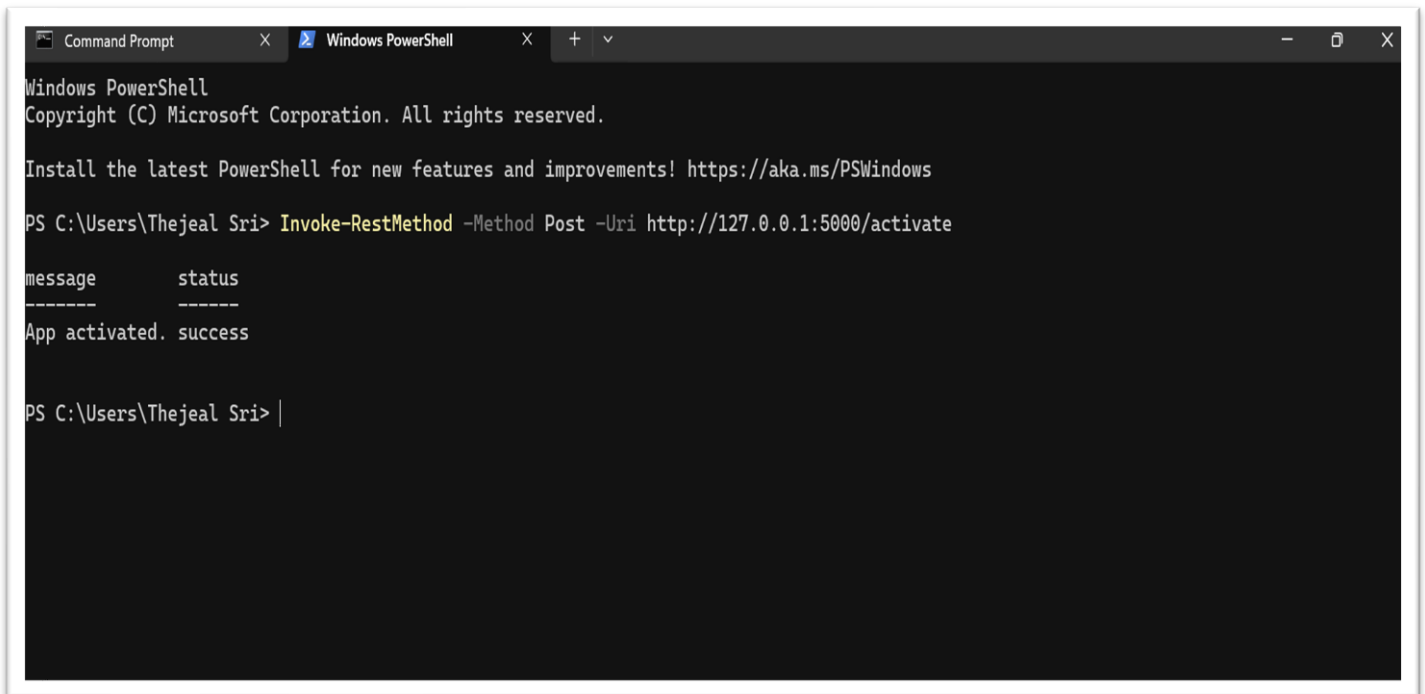 Command Prompt X Windows PowerShell X + v - X
Windows PowerShell
Copyright (C) Microsoft Corporation. All rights reserved.
Install the latest PowerShell for new features and improvements! https://aka.ms/PSWindows
PS C:\Users\Thejeal Sri> Invoke-RestMethod -Method Post -Uri http://127.0.0.1:5000/activate
message status
------- ------
App activated. success
PS C:\Users\Thejeal Sri>